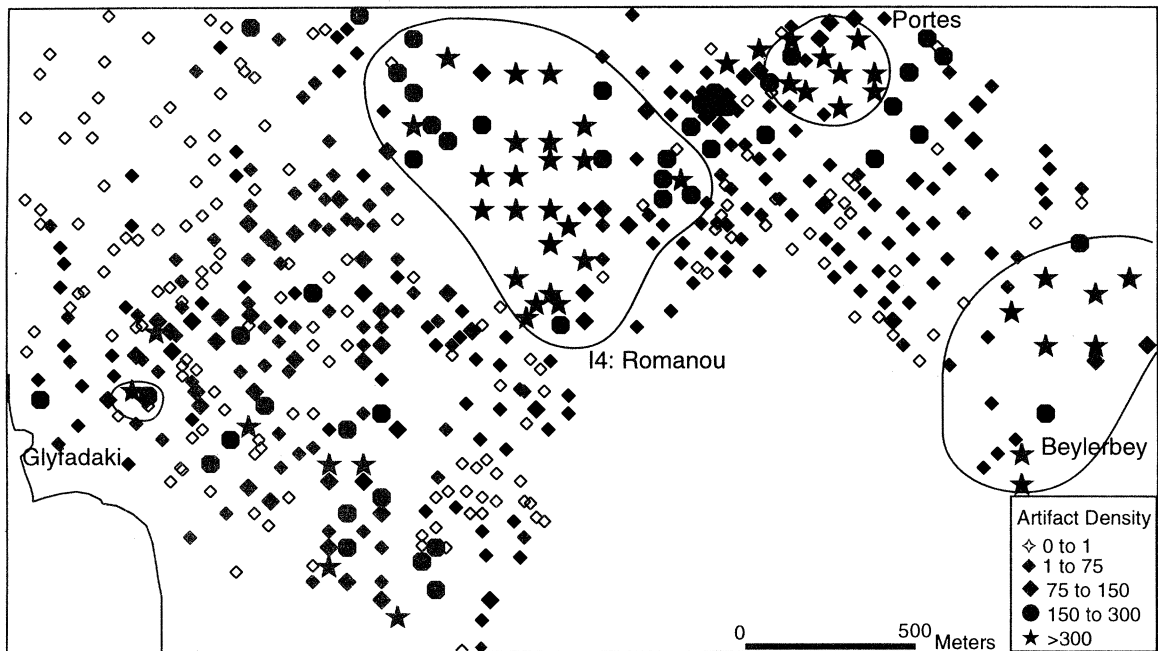 Portes
I4: Romanou
Glyfadaki
Beylerbey
Artifact Density
0 to 1
1 to 75
75 to 150
150 to 300
>300
0 500 Meters